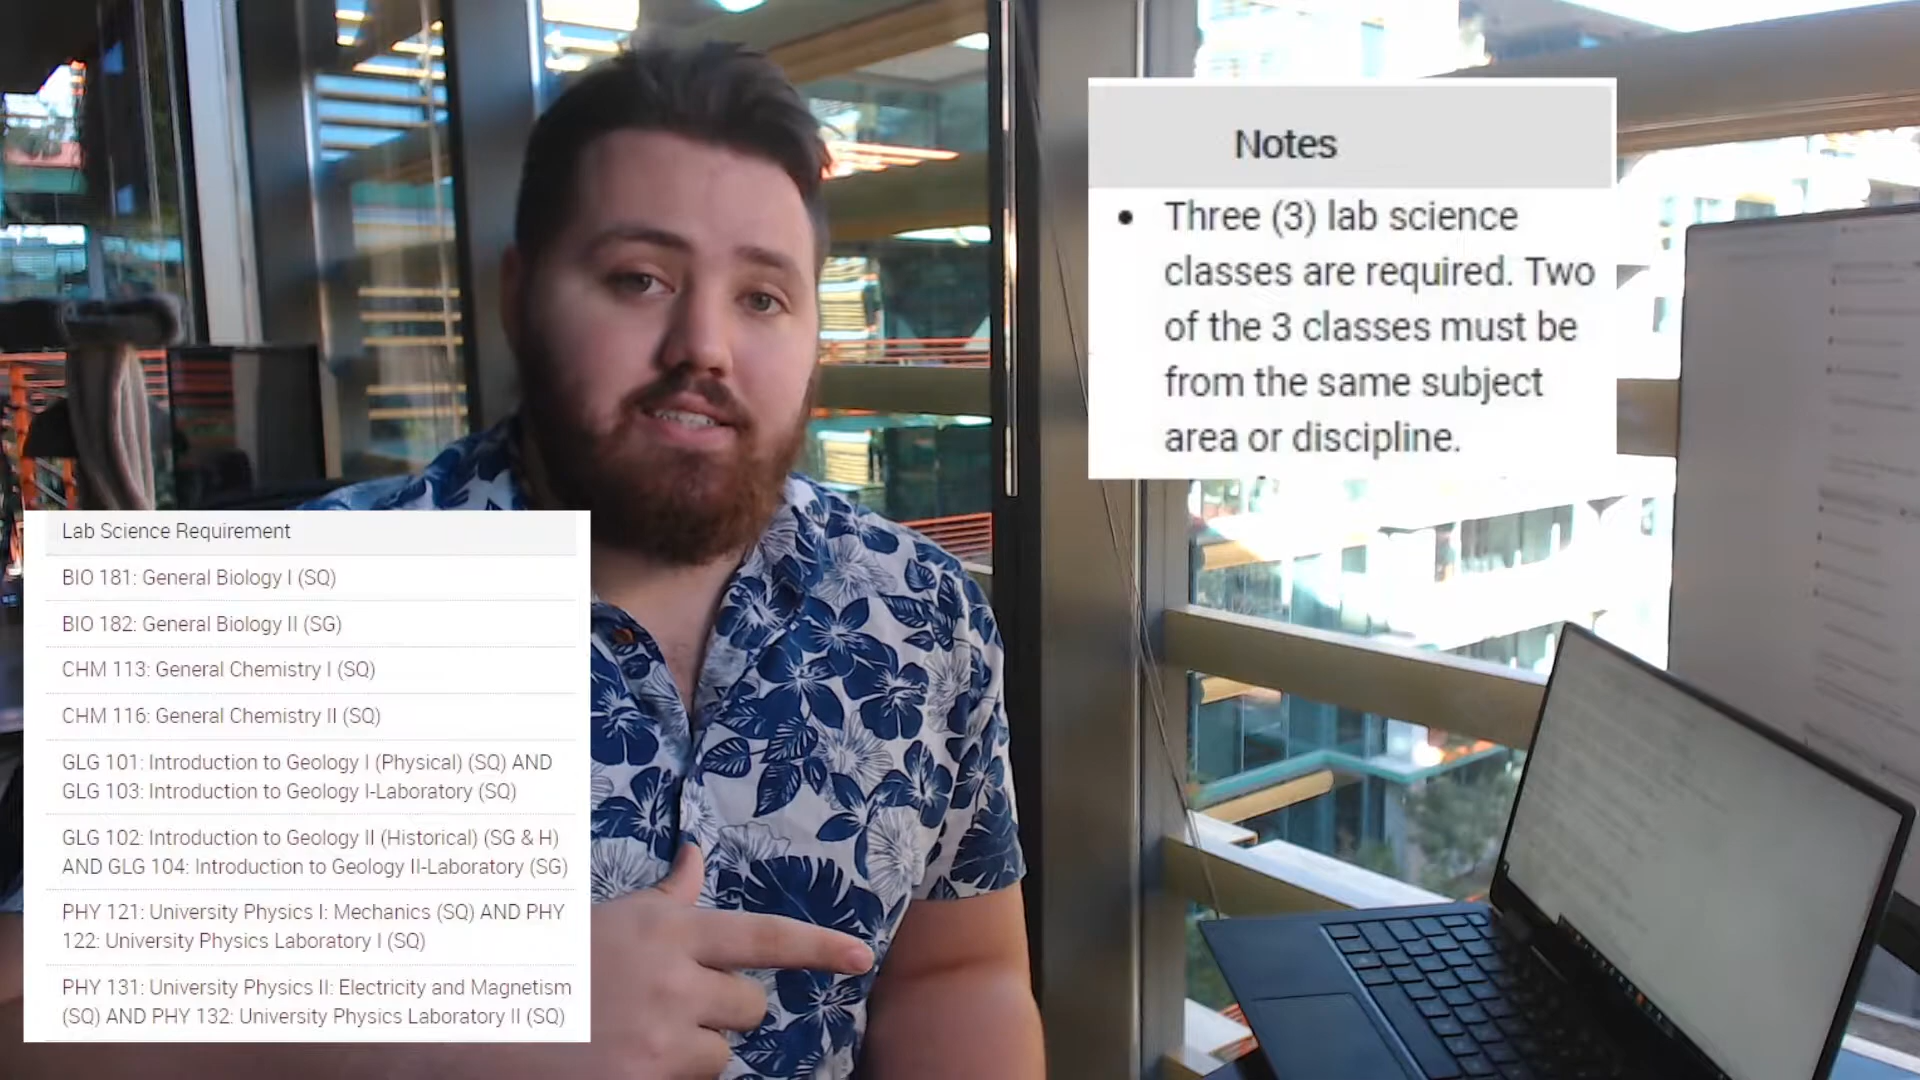 Notes
• Three (3) lab science
classes are required. Two
of the 3 classes must be
from the same subject
area or discipline.
Lab Science Requirement
BIO 181: General Biology I (SQ)
BIO 182: General Biology II (SG)
CHM 113: General Chemistry I (SQ)
CHM 116: General Chemistry II (SQ)
GLG 101: Introduction to Geology I (Physical) (SQ) AND
GLG 103: Introduction to Geology I-Laboratory (SQ)
GLG 102: Introduction to Geology II (Historical) (SG & H)
AND GLG 104: Introduction to Geology II-Laboratory (SG)
PHY 121: University Physics I: Mechanics (SQ) AND PHY
122: University Physics Laboratory I (SQ)
PHY 131: University Physics II: Electricity and Magnetism
(SQ) AND PHY 132: University Physics Laboratory II (SQ)